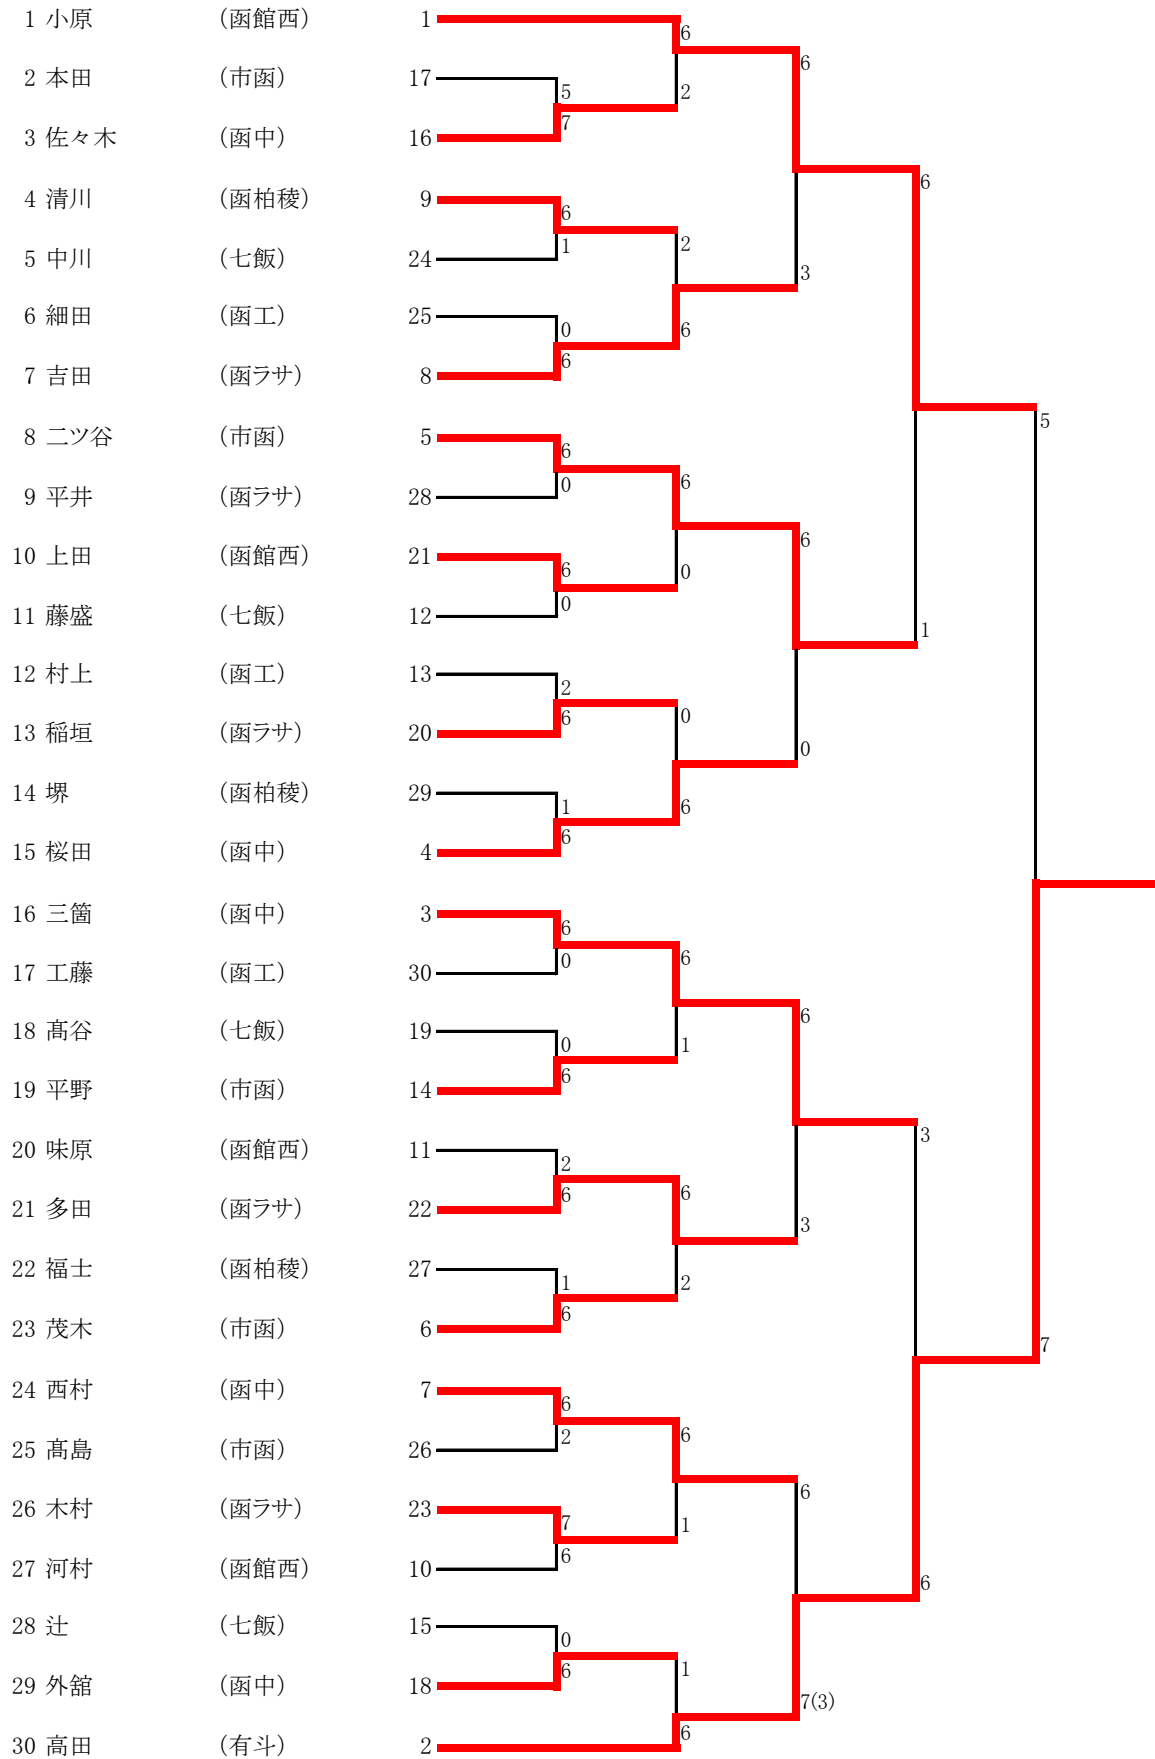 1 小原 (函館西) 1
6
6
2 本田 (市函) 17
5
2
7
3 佐々木 (函中) 16
6
4 清川 (函柏稜) 9
6
2
1
5 中川 (七飯) 24
3
6 細田 (函工) 25
0
6
6
7 吉田 (函ラサ) 8
5
8 二ツ谷 (市函) 5
6
6
0
9 平井 (函ラサ) 28
6
10 上田 (函館西) 21
6
0
0
11 藤盛 (七飯) 12
1
12 村上 (函工) 13
2
0
6
13 稲垣 (函ラサ) 20
0
14 堺 (函柏稜) 29
1
6
6
15 桜田 (函中) 4
16 三箇 (函中) 3
6
6
0
17 工藤 (函工) 30
6
18 髙谷 (七飯) 19
0
1
6
19 平野 (市函) 14
3
20 味原 (函館西) 11
2
6
6
21 多田 (函ラサ) 22
3
22 福士 (函柏稜) 27
1
2
6
23 茂木 (市函) 6
7
24 西村 (函中) 7
6
6
2
25 髙島 (市函) 26
6
26 木村 (函ラサ) 23
7
1
6
27 河村 (函館西) 10
6
28 辻 (七飯) 15
0
1
6
29 外舘 (函中) 18
7(3)
6
30 高田 (有斗) 2